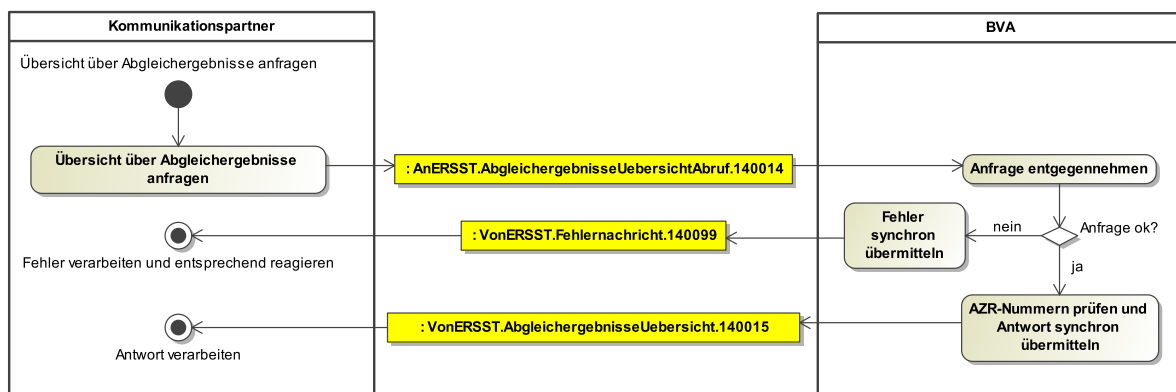 Kommunikationspartner
BVA
Übersicht über Abgleichergebnisse anfragen
Übersicht über Abgleichergebnisse
anfragen
: AnERSST.AbgleichergebnisseUebersichtAbruf.140014
Anfrage entgegennehmen
: VonERSST.Fehlernachricht.140099
Fehler
synchron
übermitteln
nein
Anfrage ok?
Fehler verarbeiten und entsprechend reagieren
ja
: VonERSST.AbgleichergebnisseUebersicht.140015
AZR-Nummern prüfen und
Antwort synchron
übermitteln
Antwort verarbeiten